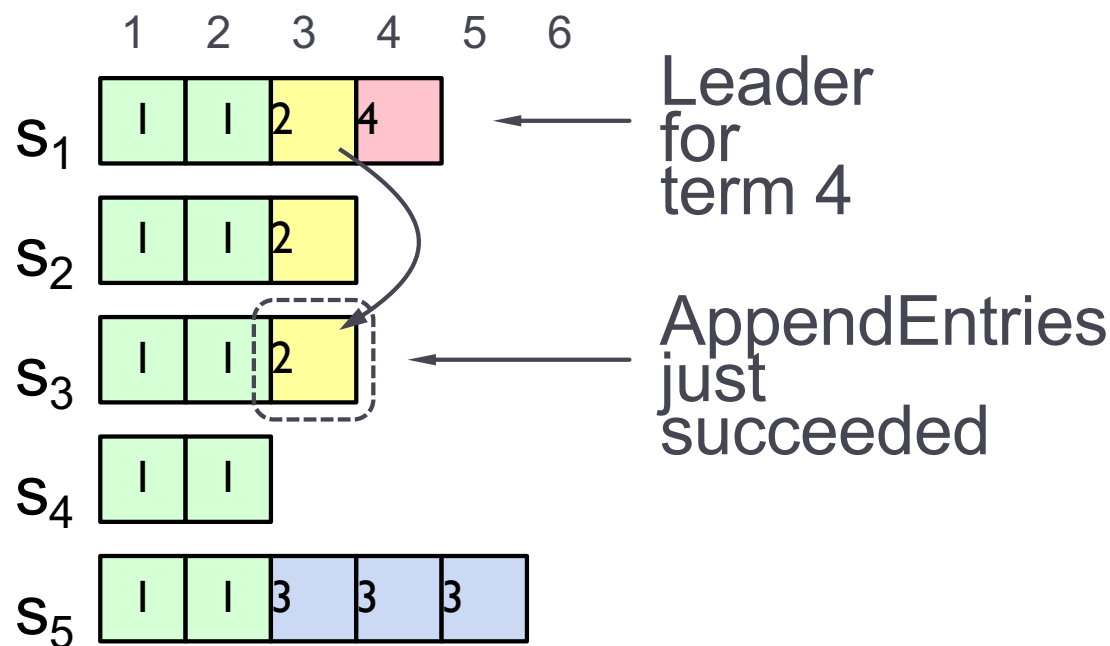 1 2 3 4 5 6
s1 1 1 2 4
Leader
for
term 4
s2 1 1 2
s3 1 1 2
AppendEntries
just
succeeded
s4 1 1
s5 1 1 3 3 3